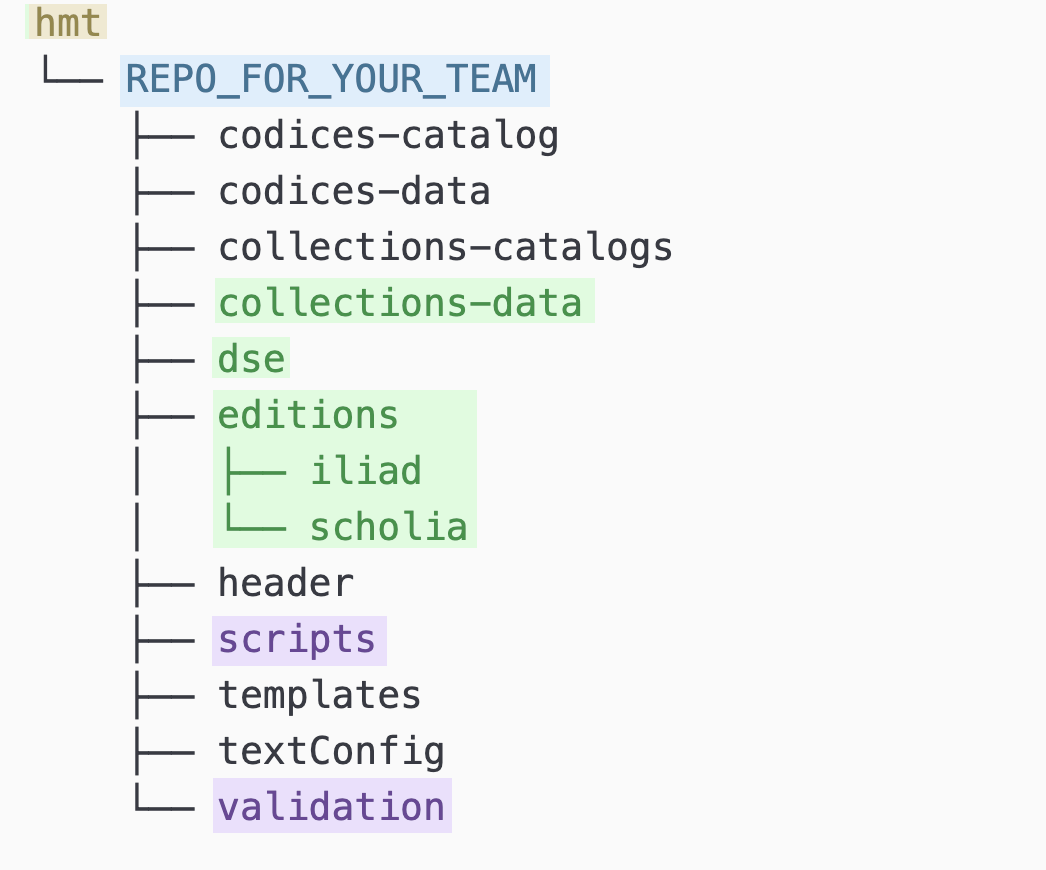 hmt
└── REPO_FOR_YOUR_TEAM
    ├── codices-catalog
    ├── codices-data
    ├── collections-catalogs
    ├── collections-data
    ├── dse
    ├── editions
    │   ├── iliad
    │   └── scholia
    ├── header
    ├── scripts
    ├── templates
    ├── textConfig
    └── validation